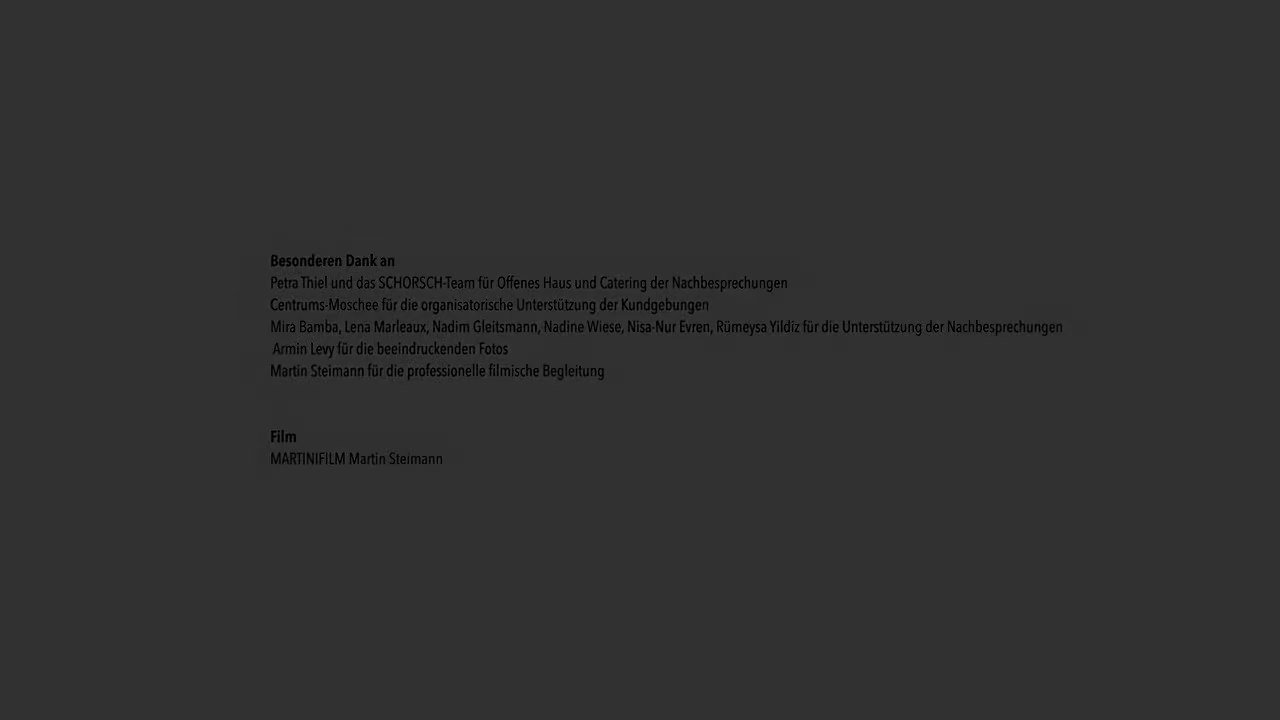 Besonderen Dank an
Petra Thiel und das SCHORSCH-Team für Offenes Haus und Catering der Nachbesprechungen
Centrums-Moschee für die organisatorische Unterstützung der Kundgebungen
Mira Bamba, Lena Marleaux, Nadim Gleitsmann, Nadine Wiese, Nisa-Nur Evren, Rümeysa Yildiz für die Unterstützung der Nachbesprechungen
Armin Levy für die beeindruckenden Fotos
Martin Steimann für die professionelle filmische Begleitung
Film
MARTINIFILM Martin Steimann